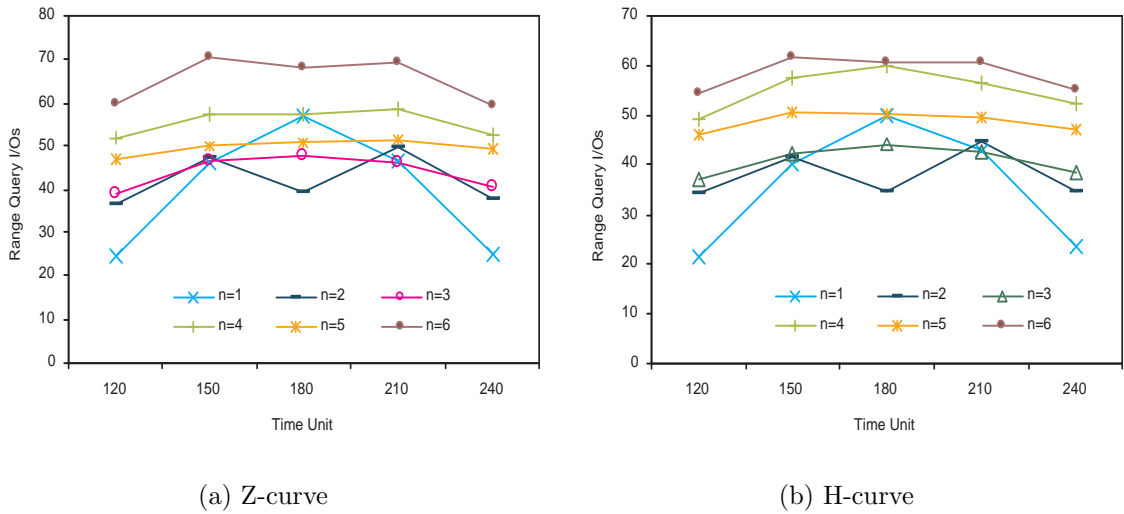 80
70
60
50
40
30
20
10
0
Range Query I/Os
n=1 n=2 n=3
n=4 n=5 n=6
120 150 180 210 240
Time Unit
(a) Z-curve
70
60
50
40
30
20
10
0
Range Query I/Os
n=1 n=2 n=3
n=4 n=5 n=6
120 150 180 210 240
Time Unit
(b) H-curve